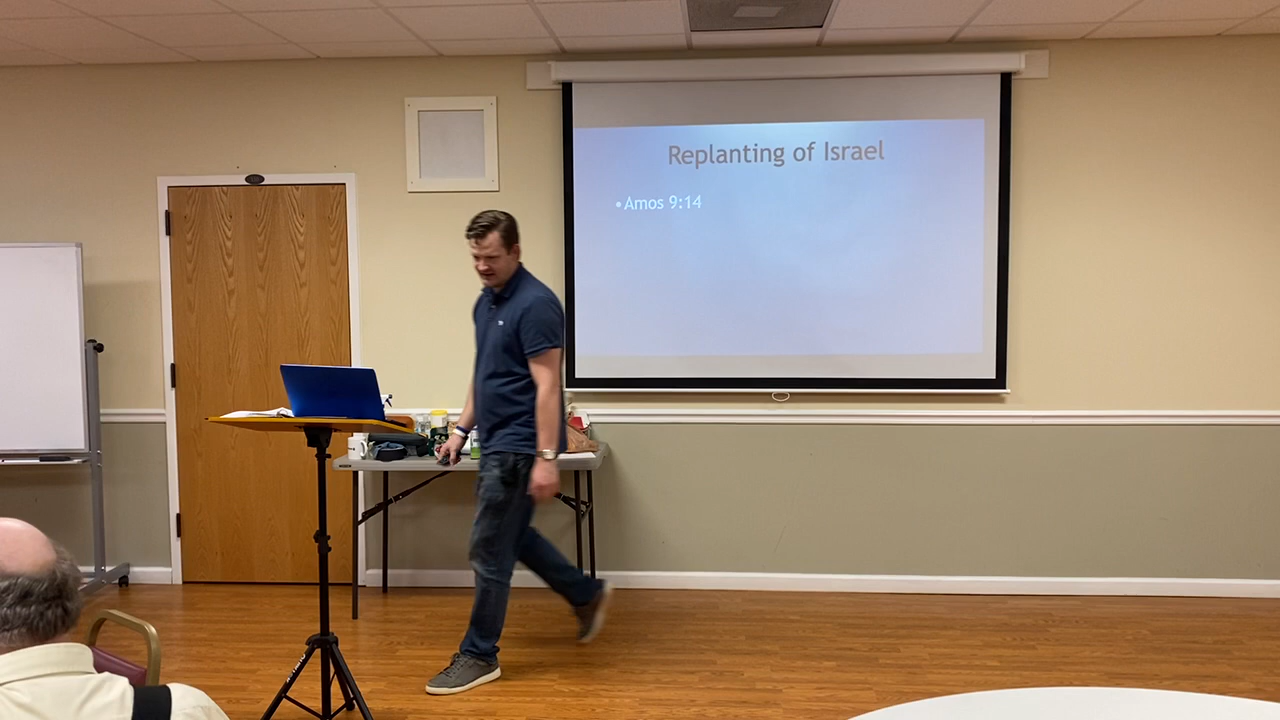 Replanting of Israel
• Amos 9:14